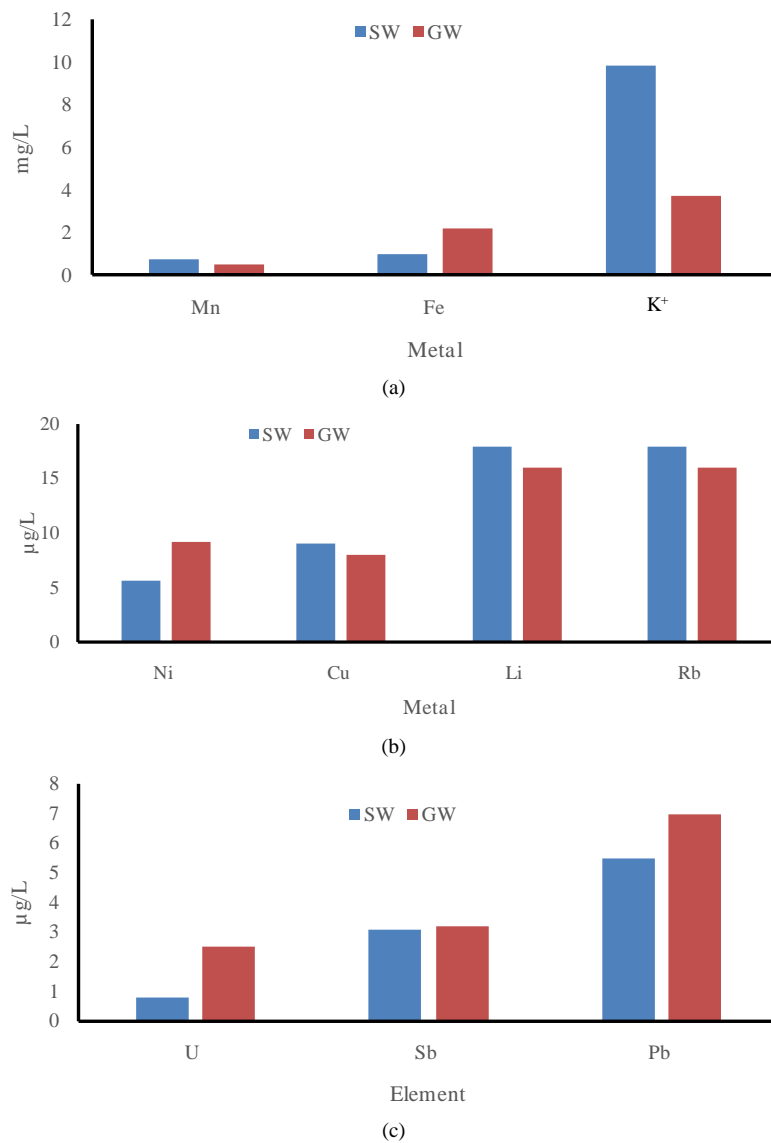 12
SW GW
10
8
mg/L
6
4
2
0
Mn Fe K⁺
Metal
(a)
20
SW GW
15
µg/L
10
5
0
Ni Cu Li Rb
Metal
(b)
8
7
SW GW
6
5
µg/L
4
3
2
1
0
U Sb Pb
Element
(c)